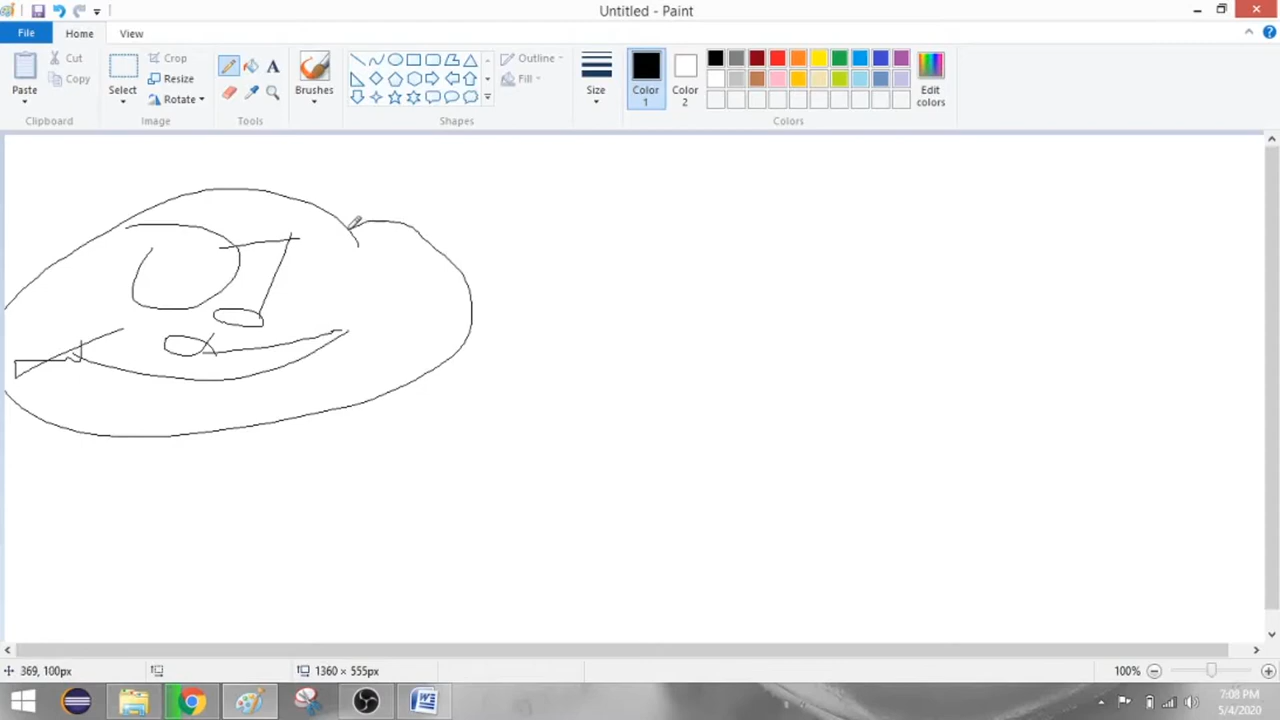 Untitled - Paint
File
Home
View
Paste
Cut
Copy
Clipboard
Select
Crop
Resize
Rotate
Image
A
Tools
Brushes
Outline
Fill
Shapes
Size
Color 1
Color 2
Edit colors
Colors
369, 100px
1360 × 555px
100%
7:08 PM
5/4/2020